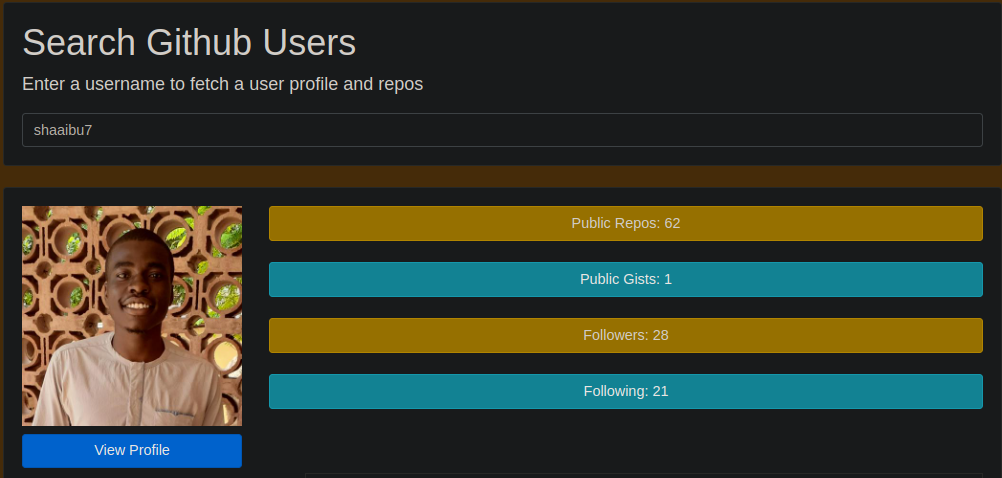 Search Github Users
Enter a username to fetch a user profile and repos
shaaibu7
Public Repos: 62
Public Gists: 1
Followers: 28
Following: 21
View Profile